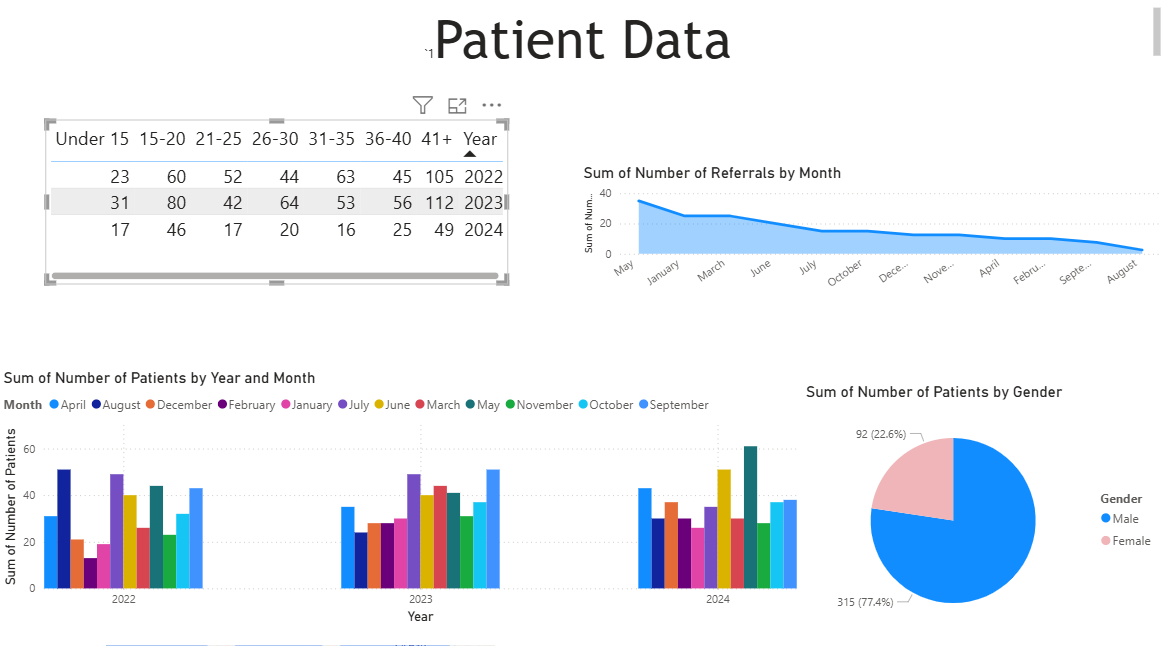 `1Patient Data
Under 15 15-20 21-25 26-30 31-35 36-40 41+ Year
23 60 52 44 63 45 105 2022
31 80 42 64 53 56 112 2023
17 46 17 20 16 25 49 2024
Sum of Number of Referrals by Month
Sum of Num...
40
20
0
May January March June July October Dece... Nove... April Febru... Septe... August
Sum of Number of Patients by Year and Month
Month April August December February January July June March May November October September
Sum of Number of Patients
60
40
20
0
2022 2023 2024
Year
Sum of Number of Patients by Gender
92 (22.6%)
315 (77.4%)
Gender
Male
Female